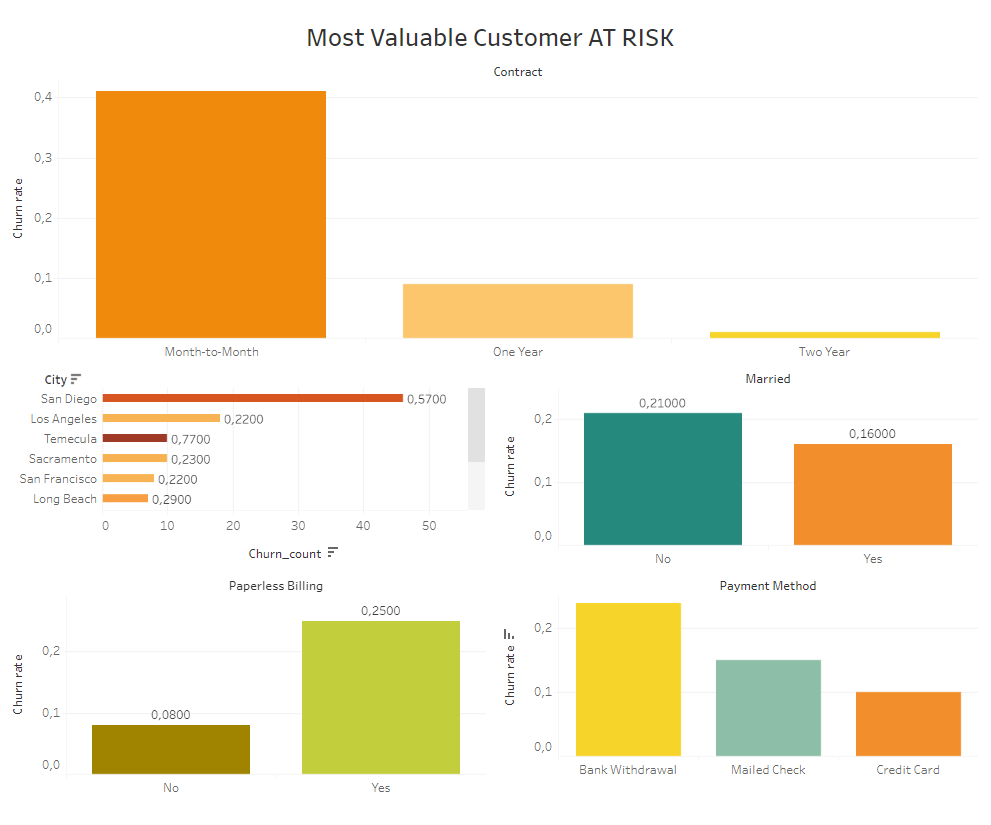 Most Valuable Customer AT RISK
Contract
Churn rate
0,4
0,3
0,2
0,1
0,0
Month-to-Month
One Year
Two Year
City
San Diego 0,5700
Los Angeles 0,2200
Temecula 0,7700
Sacramento 0,2300
San Francisco 0,2200
Long Beach 0,2900
0 10 20 30 40 50
Churn_count
Married
Churn rate
0,2
0,1
0,0
0,21000
0,16000
No
Yes
Paperless Billing
Churn rate
0,2
0,1
0,0
0,0800
0,2500
No
Yes
Payment Method
Churn rate
0,2
0,1
0,0
Bank Withdrawal
Mailed Check
Credit Card